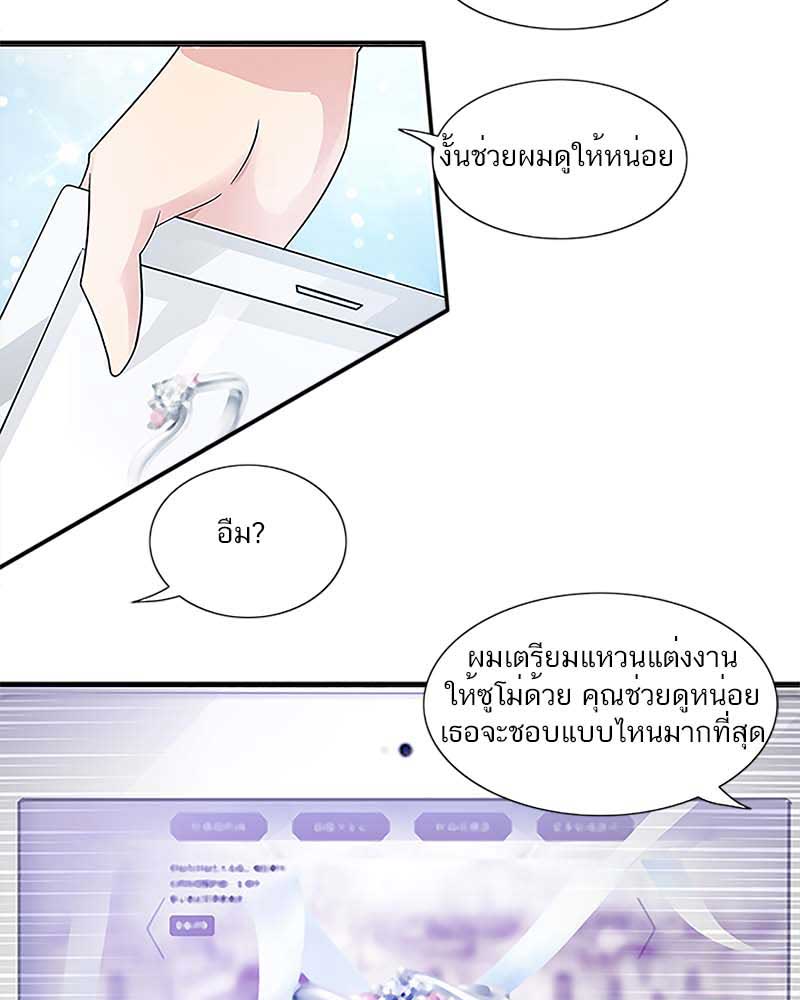 งั้นช่วยผมดูให้หน่อย
อืม?
ผมเตรียมแหวนแต่งงาน
ให้ซูโม่ด้วย คุณช่วยดูหน่อย
เธอจะชอบแบบไหนมากที่สุด